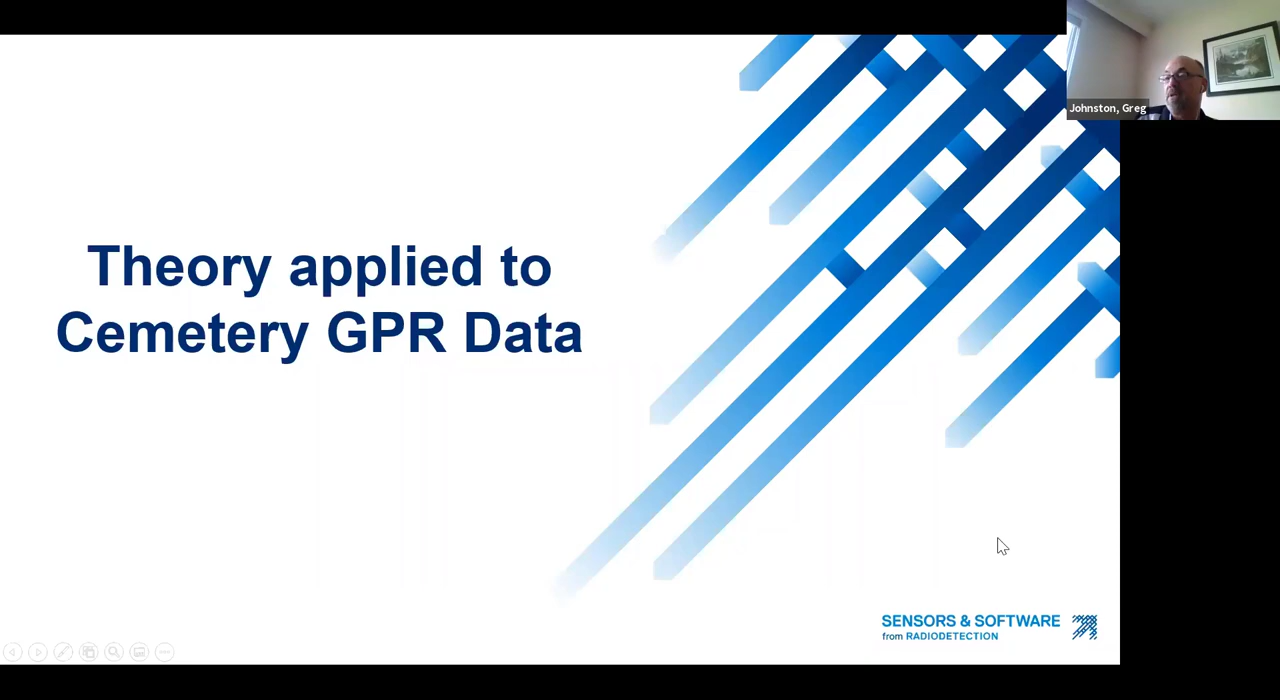 Johnston, Greg
Theory applied to
Cemetery GPR Data
SENSORS & SOFTWARE
from RADIODETECTION